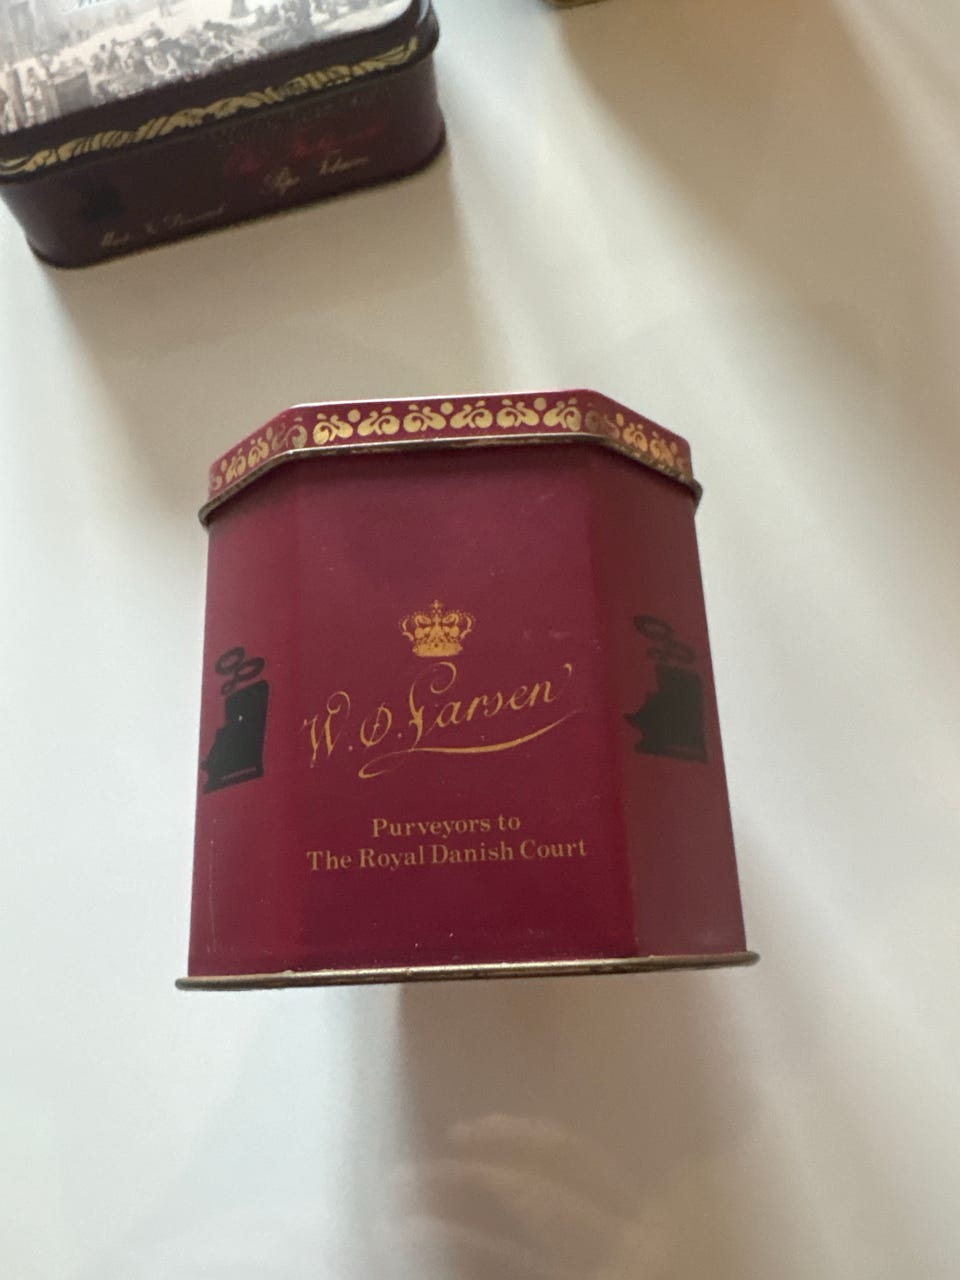 Pipe Tobacco
Made in Denmark
W.Ø.Larsen
Purveyors to
The Royal Danish Court